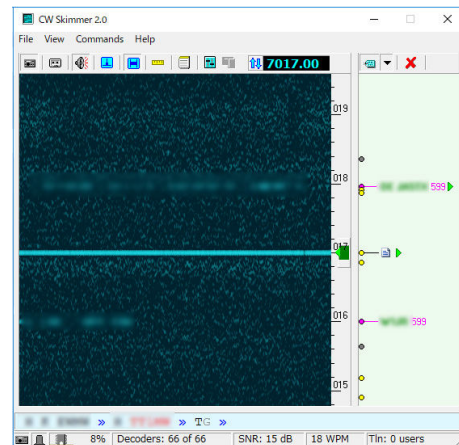 CW Skimmer 2.0
File View Commands Help
7017.00
019
018
599
017
016
599
015
» » TG »
8% Decoders: 66 of 66 SNR: 15 dB 18 WPM Tln: 0 users